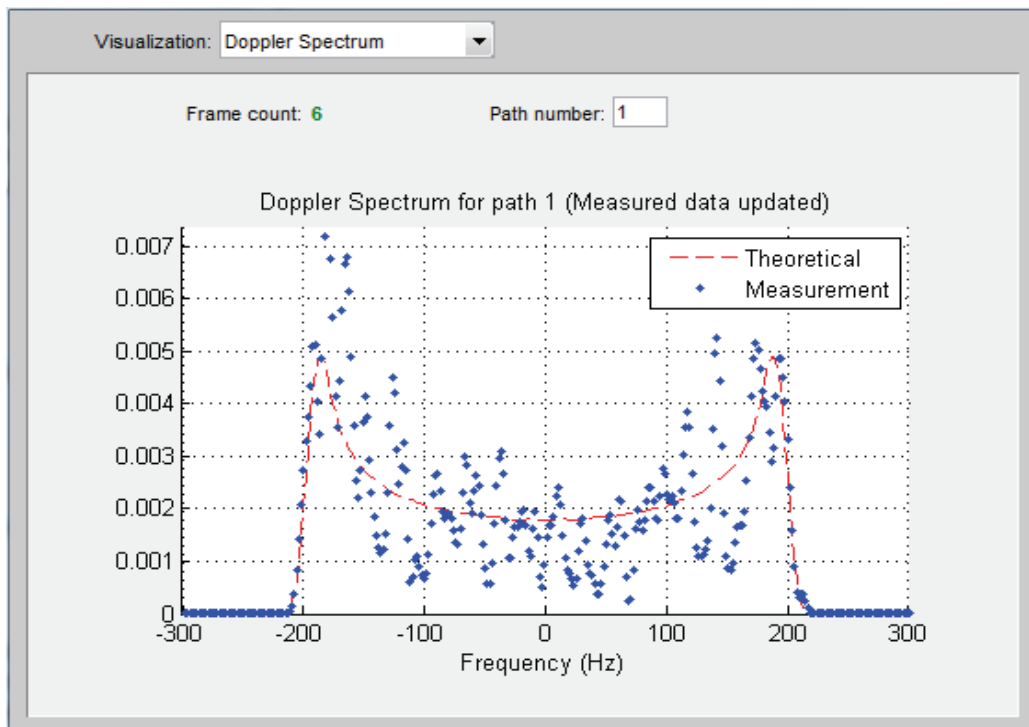 Visualization: Doppler Spectrum
Frame count: 6 Path number: 1
Doppler Spectrum for path 1 (Measured data updated)
0.007
0.006
0.005
0.004
0.003
0.002
0.001
0
Theoretical
Measurement
-300 -200 -100 0 100 200 300
Frequency (Hz)